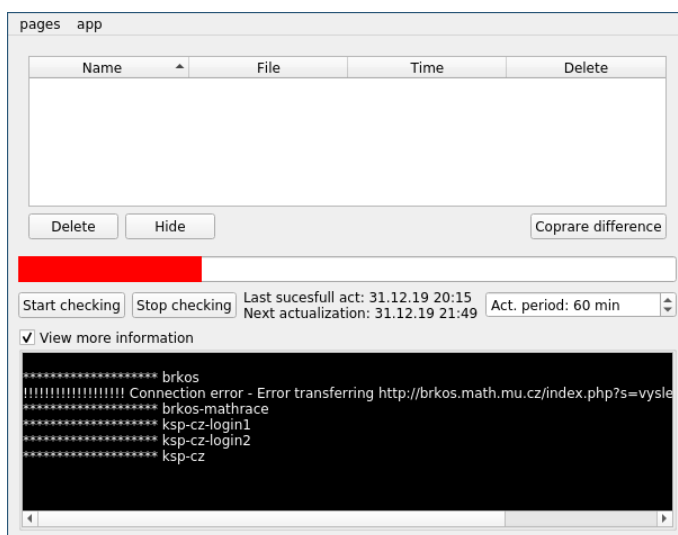 pages app
Name File Time Delete
Delete Hide Coprare difference
Start checking Stop checking Last sucesfull act: 31.12.19 20:15 Act. period: 60 min
Next actualization: 31.12.19 21:49
View more information
******************** brkos
!!!!!!!!!!!!!!!!!!! Connection error - Error transferring http://brkos.math.mu.cz/index.php?s=vysle
******************** brkos-mathrace
******************** ksp-cz-login1
******************** ksp-cz-login2
******************** ksp-cz